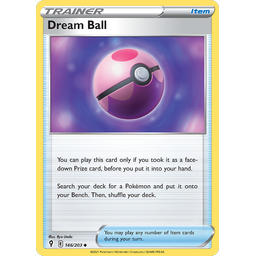 TRAINER Item
Dream Ball
You can play this card only if you took it as a face-
down Prize card, before you put it into your hand.
Search your deck for a Pokémon and put it onto
your Bench. Then, shuffle your deck.
Illus. Ryo Ueda
You may play any number of Item cards
during your turn.
146/203
©2021 Pokémon / Nintendo / Creatures / GAME FREAK